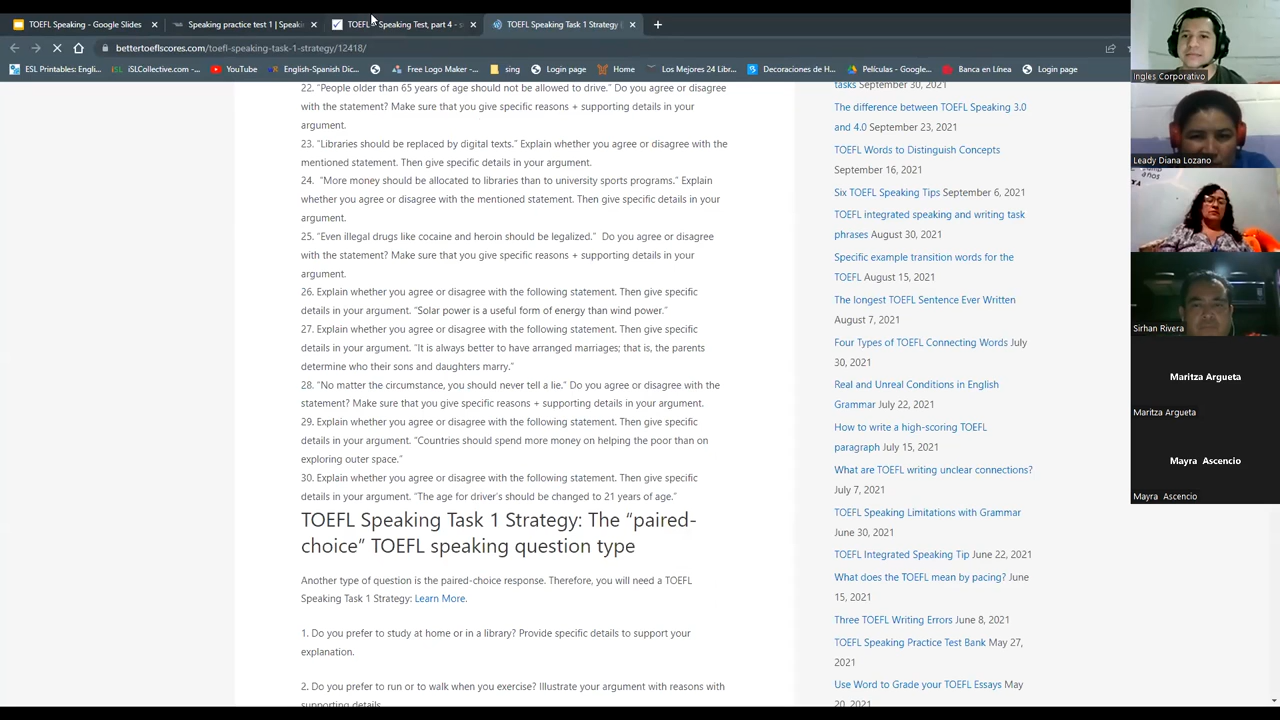 TOEFL Speaking - Google Slides
Speaking practice test 1 | Speaki
TOEFL Speaking Test, part 4 - s
TOEFL Speaking Task 1 Strategy
bettertoeflscores.com/toefl-speaking-task-1-strategy/12418/
ESL Printables: Engli...
iSLCollective.com -...
YouTube
English-Spanish Dic...
Free Logo Maker -...
sing
Login page
Home
Los Mejores 24 Libr...
Decoraciones de H...
Películas - Google...
Banca en Línea
Login page
22. “People older than 65 years of age should not be allowed to drive.” Do you agree or disagree
with the statement? Make sure that you give specific reasons + supporting details in your
argument.
23. “Libraries should be replaced by digital texts.” Explain whether you agree or disagree with the
mentioned statement. Then give specific details in your argument.
24. “More money should be allocated to libraries than to university sports programs.” Explain
whether you agree or disagree with the mentioned statement. Then give specific details in your
argument.
25. “Even illegal drugs like cocaine and heroin should be legalized.” Do you agree or disagree
with the statement? Make sure that you give specific reasons + supporting details in your
argument.
26. Explain whether you agree or disagree with the following statement. Then give specific
details in your argument. “Solar power is a useful form of energy than wind power.”
27. Explain whether you agree or disagree with the following statement. Then give specific
details in your argument. “It is always better to have arranged marriages; that is, the parents
determine who their sons and daughters marry.”
28. “No matter the circumstance, you should never tell a lie.” Do you agree or disagree with the
statement? Make sure that you give specific reasons + supporting details in your argument.
29. Explain whether you agree or disagree with the following statement. Then give specific
details in your argument. “Countries should spend more money on helping the poor than on
exploring outer space.”
30. Explain whether you agree or disagree with the following statement. Then give specific
details in your argument. “The age for driver’s should be changed to 21 years of age.”
TOEFL Speaking Task 1 Strategy: The “paired-
choice” TOEFL speaking question type
Another type of question is the paired-choice response. Therefore, you will need a TOEFL
Speaking Task 1 Strategy: Learn More.
1. Do you prefer to study at home or in a library? Provide specific details to support your
explanation.
2. Do you prefer to run or to walk when you exercise? Illustrate your argument with reasons with
supporting details.
tasks September 30, 2021
The difference between TOEFL Speaking 3.0
and 4.0 September 23, 2021
TOEFL Words to Distinguish Concepts
September 16, 2021
Six TOEFL Speaking Tips September 6, 2021
TOEFL integrated speaking and writing task
phrases August 30, 2021
Specific example transition words for the
TOEFL August 15, 2021
The longest TOEFL Sentence Ever Written
August 7, 2021
Four Types of TOEFL Connecting Words July
30, 2021
Real and Unreal Conditions in English
Grammar July 22, 2021
How to write a high-scoring TOEFL
paragraph July 15, 2021
What are TOEFL writing unclear connections?
July 7, 2021
TOEFL Speaking Limitations with Grammar
June 30, 2021
TOEFL Integrated Speaking Tip June 22, 2021
What does the TOEFL mean by pacing? June
15, 2021
Three TOEFL Writing Errors June 8, 2021
TOEFL Speaking Practice Test Bank May 27,
2021
Use Word to Grade your TOEFL Essays May
20, 2021
Ingles Corporativo
Leady Diana Lozano
años
Sirhan Rivera
Maritza Argueta
Maritza Argueta
Mayra Ascencio
Mayra Ascencio